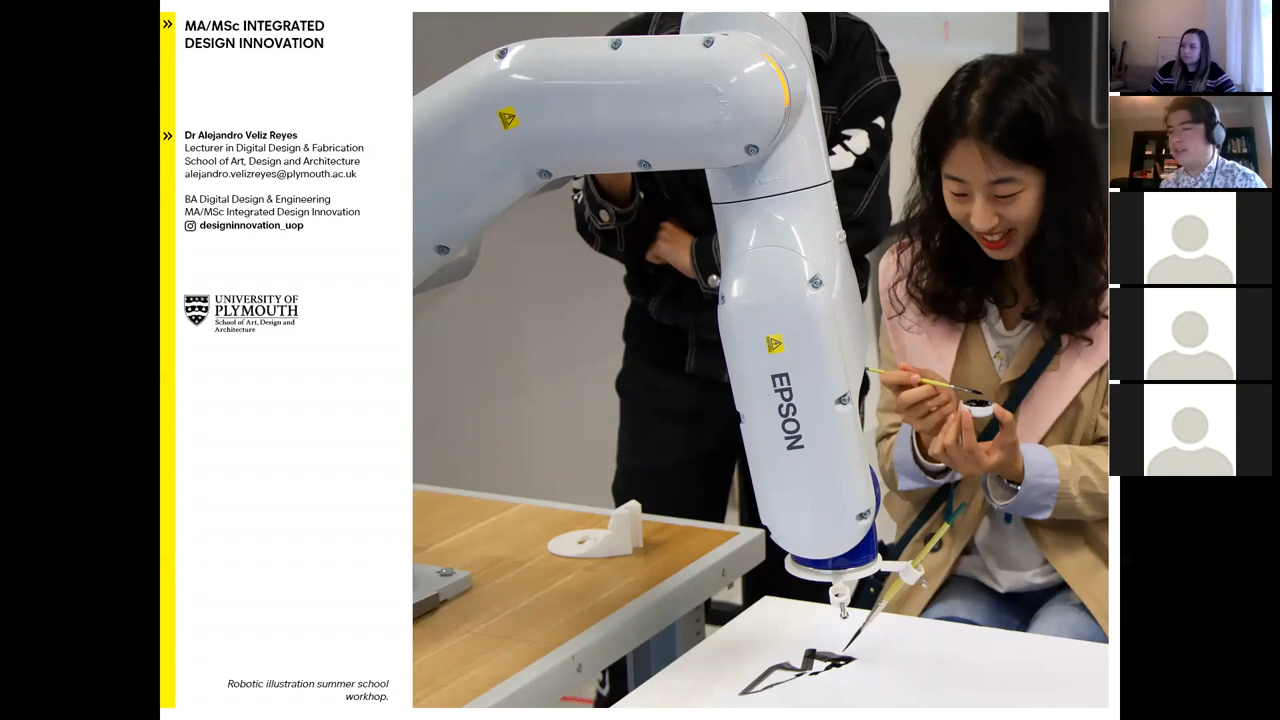 MA/MSc INTEGRATED
DESIGN INNOVATION
Dr Alejandro Veliz Reyes
Lecturer in Digital Design & Fabrication
School of Art, Design and Architecture
alejandro.velizreyes@plymouth.ac.uk
BA Digital Design & Engineering
MA/MSc Integrated Design Innovation
designinnovation_uop
UNIVERSITY OF
PLYMOUTH
School of Art, Design and
Architecture
EPSON
Robotic illustration summer school
workhop.